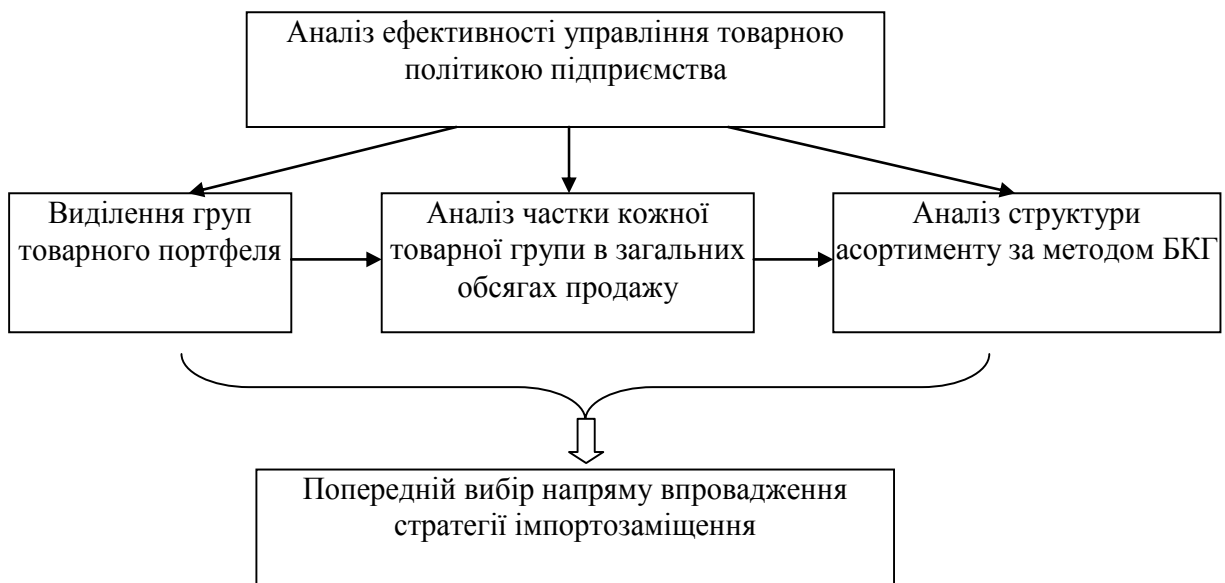 Аналіз ефективності управління товарною
політикою підприємства
Виділення груп
товарного портфеля
Аналіз частки кожної
товарної групи в загальних
обсягах продажу
Аналіз структури
асортименту за методом БКГ
Попередній вибір напряму впровадження
стратегії імпортозаміщення